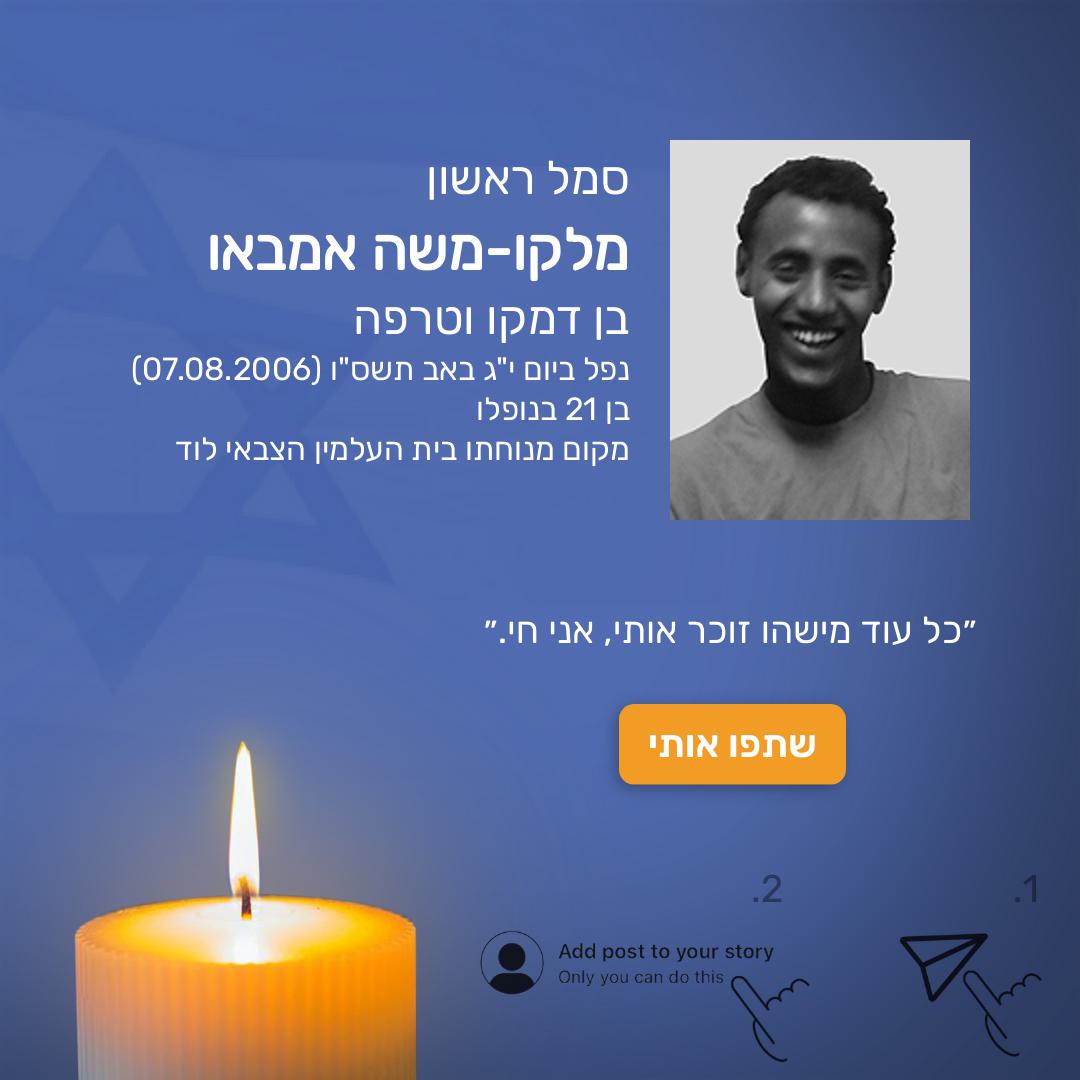 סמל ראשון
מלקו-משה אמבאו
בן דמקו וטרפה
נפל ביום י"ג באב תשס"ו (07.08.2006)
בן 21 בנופלו
מקום מנוחתו בית העלמין הצבאי לוד
״כל עוד מישהו זוכר אותי, אני חי.״
שתפו אותי
1.
2.
Add post to your story
Only you can do this